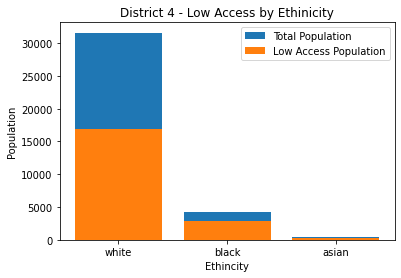 District 4 - Low Access by Ethinicity
Total Population
Low Access Population
Population
30000
25000
20000
15000
10000
5000
0
white
black
asian
Ethincity